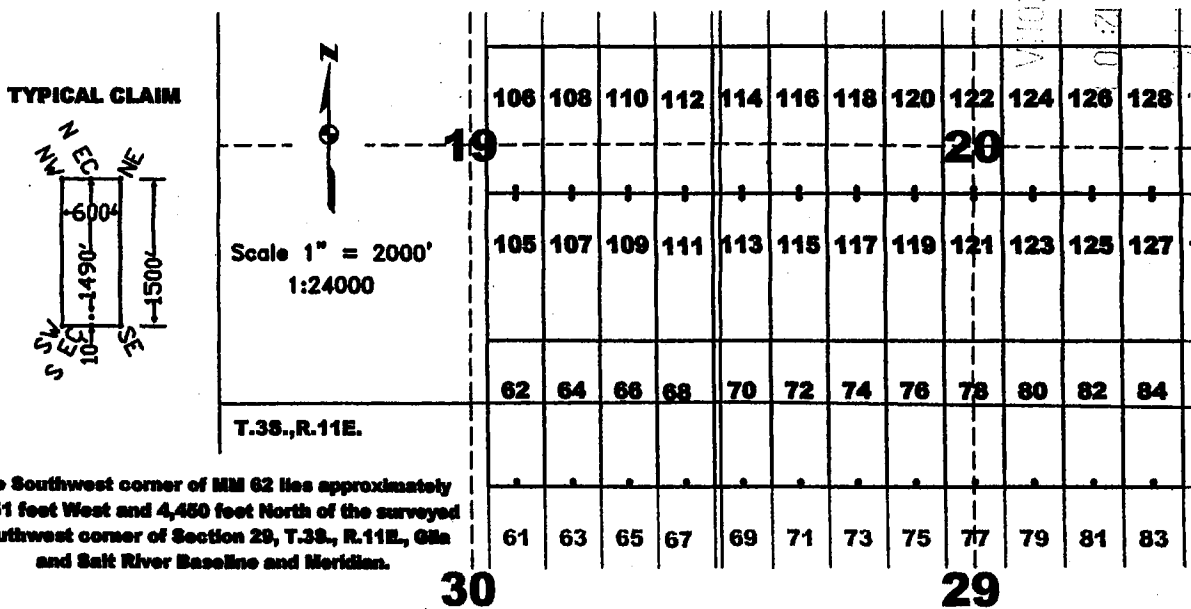 TYPICAL CLAIM
N EC
NW
NE
600'
1490'
1500'
SW
S EC
SE
10'
N
Scale 1" = 2000'
1:24000
T.3S.,R.11E.
Southwest corner of MM 62 lies approximately
feet West and 4,450 feet North of the surveyed
corner of Section 29, T.3S., R.11E., Gila
and Salt River Baseline and Meridian.
106 108 110 112 114 116 118 120 122 124 126 128
19 20
105 107 109 111 113 115 117 119 121 123 125 127
62 64 66 68 70 72 74 76 78 80 82 84
61 63 65 67 69 71 73 75 77 79 81 83
30 29